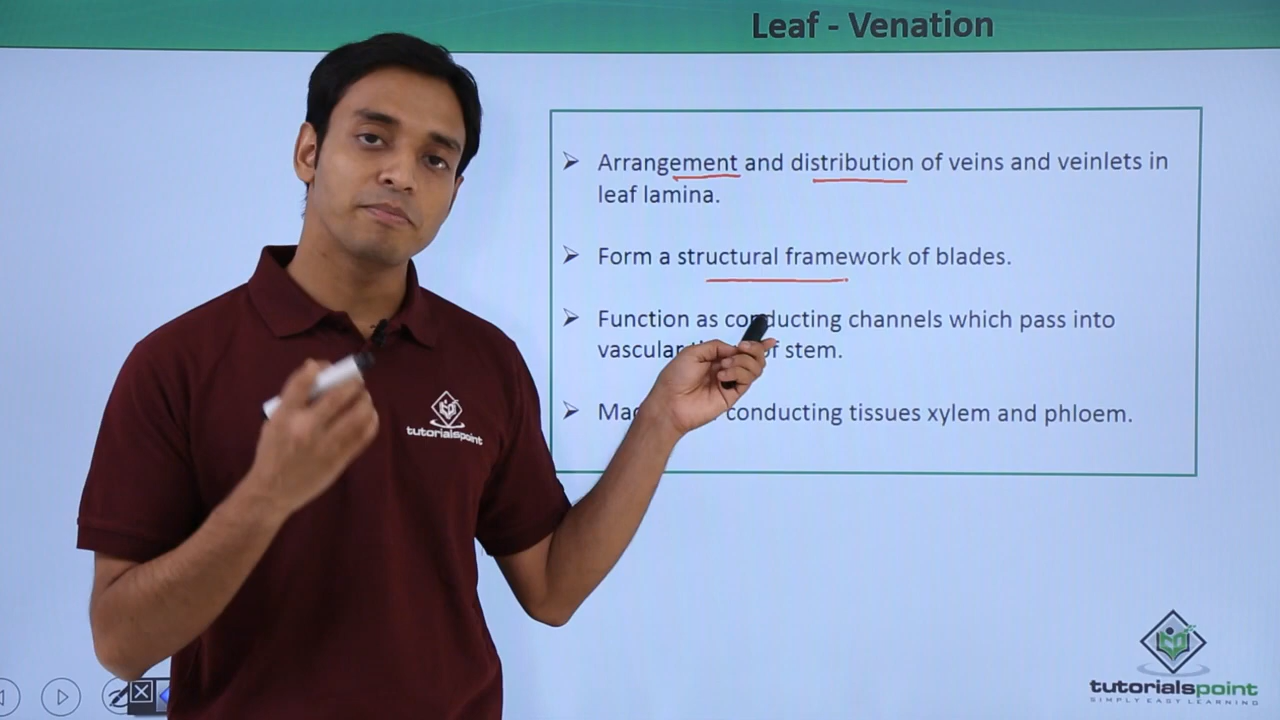 Leaf - Venation
➢ Arrangement and distribution of veins and veinlets in
leaf lamina.
➢ Form a structural framework of blades.
➢ Function as conducting channels which pass into
vascular of stem.
➢ conducting tissues xylem and phloem.
tutorialspoint
tutorialspoint
SIMPLY EASY LEARNING